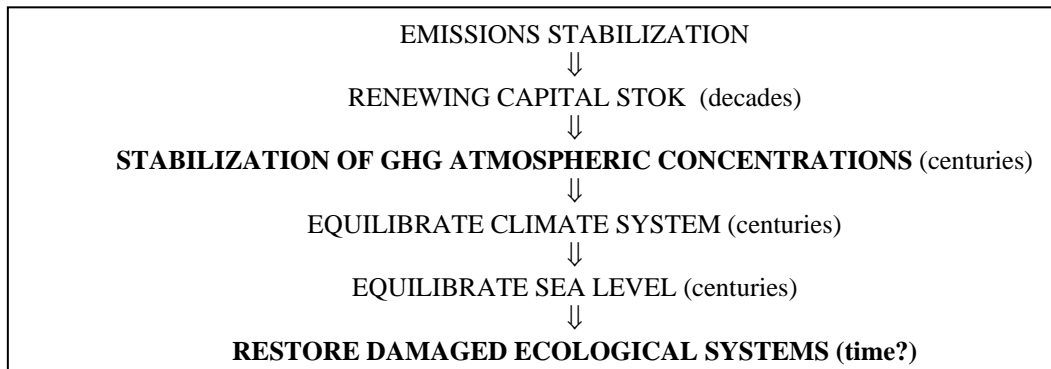 EMISSIONS STABILIZATION
⇓
RENEWING CAPITAL STOK (decades)
⇓
STABILIZATION OF GHG ATMOSPHERIC CONCENTRATIONS (centuries)
⇓
EQUILIBRATE CLIMATE SYSTEM (centuries)
⇓
EQUILIBRATE SEA LEVEL (centuries)
⇓
RESTORE DAMAGED ECOLOGICAL SYSTEMS (time?)